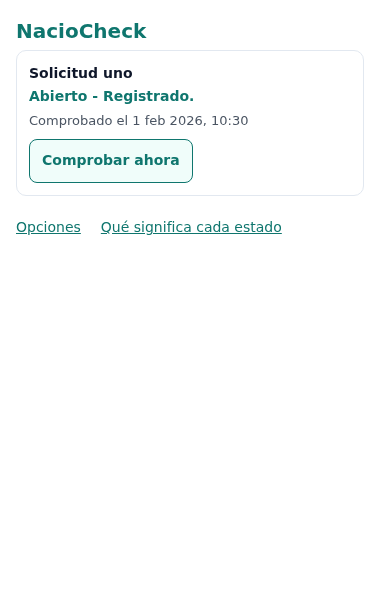 NacioCheck
Solicitud uno
Abierto - Registrado.
Comprobado el 1 feb 2026, 10:30
Comprobar ahora
Opciones Qué significa cada estado